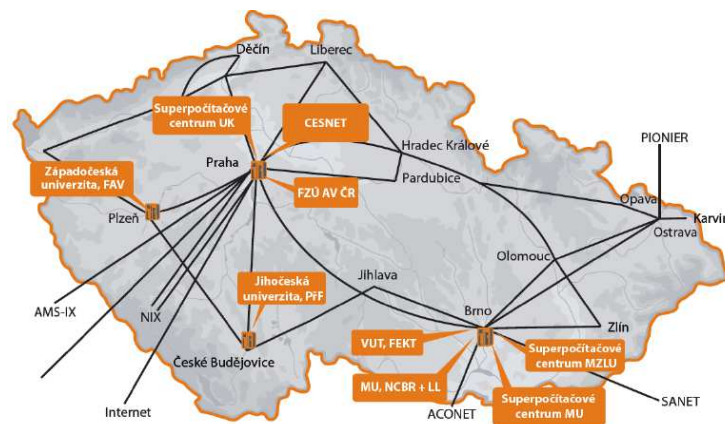 Děčín
Liberec
Superpočítačové
centrum UK
CESNET
Hradec Králové
PIONIER
Praha
Západočeská
univerzita, FAV
FZÚ AV ČR
Pardubice
Opava
Karvin
Plzeň
Ostrava
Olomouc
Jihočeská
univerzita, PřF
Jihlava
AMS-IX
NIX
Brno
Zlín
VUT, FEKT
Superpočítačové
centrum MZLU
České Budějovice
MU, NCBR + LL
Superpočítačové
centrum MU
SANET
Internet
ACONET